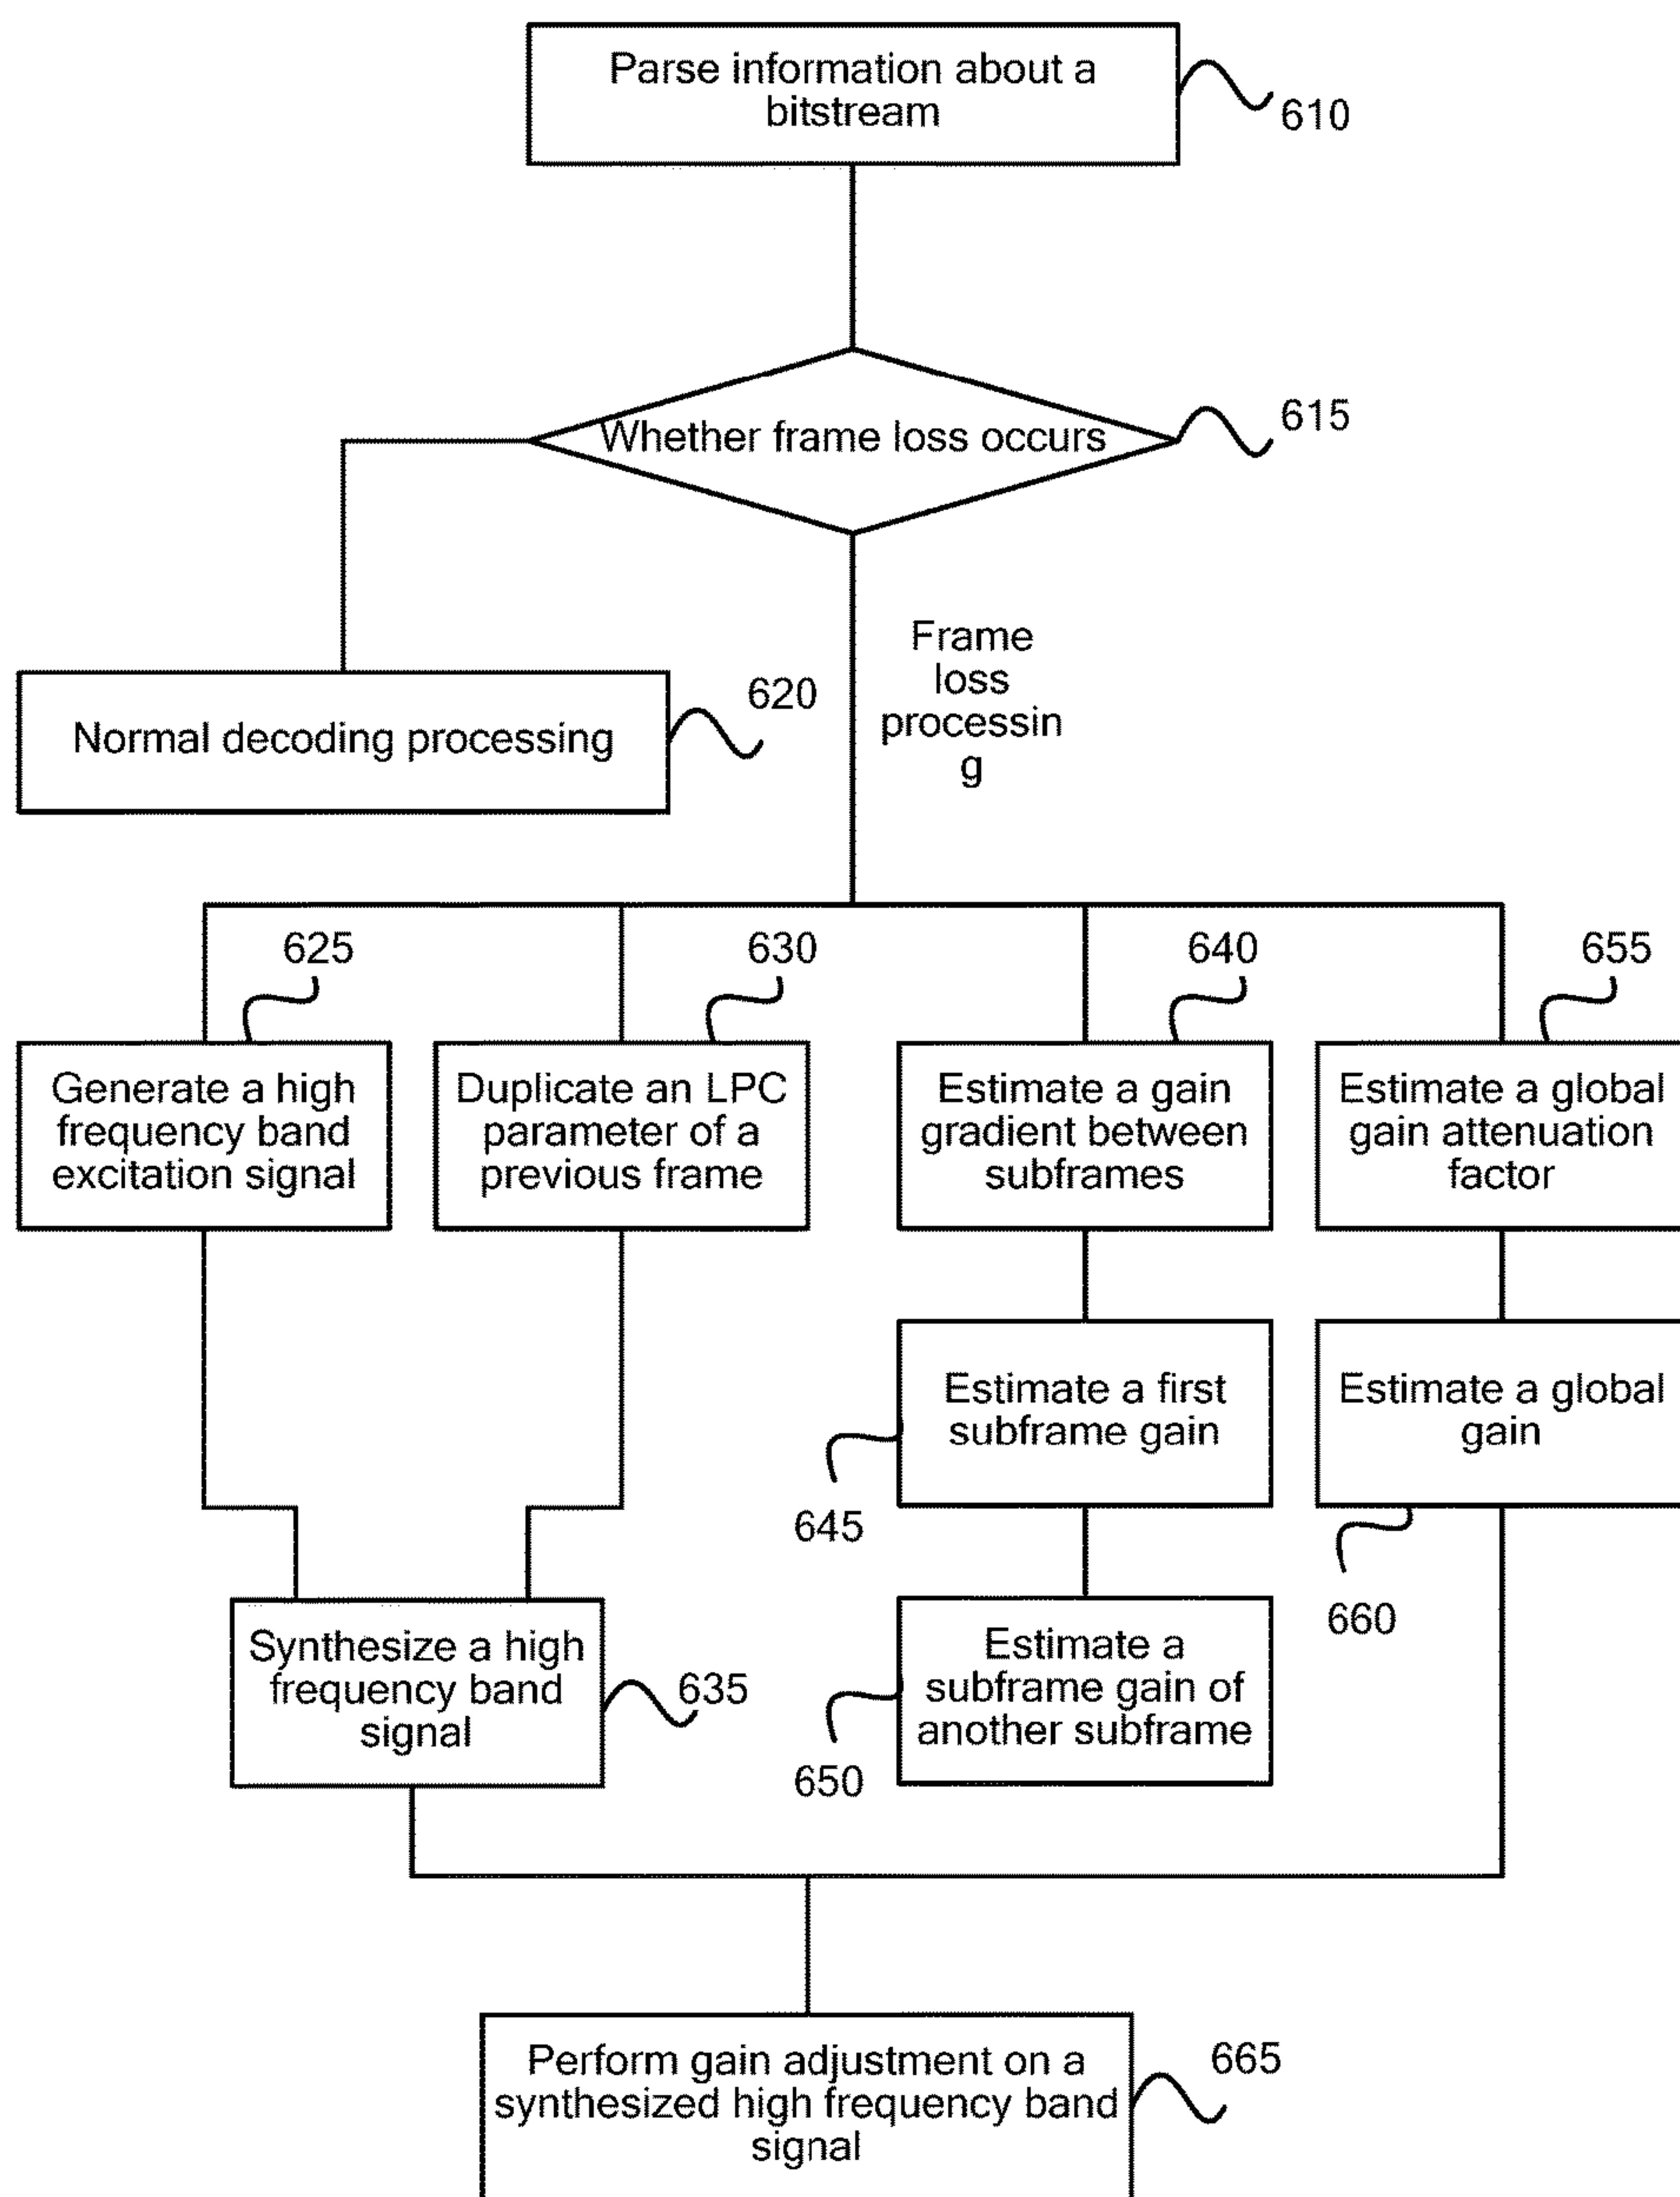 Parse information about a
bitstream
610
Whether frame loss occurs
615
Frame
loss
processin
g
620
Normal decoding processing
625
630
640
655
Generate a high
frequency band
excitation signal
Duplicate an LPC
parameter of a
previous frame
Estimate a gain
gradient between
subframes
Estimate a global
gain attenuation
factor
Estimate a first
subframe gain
Estimate a global
gain
645
660
Synthesize a high
frequency band
signal
635
Estimate a
subframe gain of
another subframe
650
Perform gain adjustment on a
synthesized high frequency band
signal
665